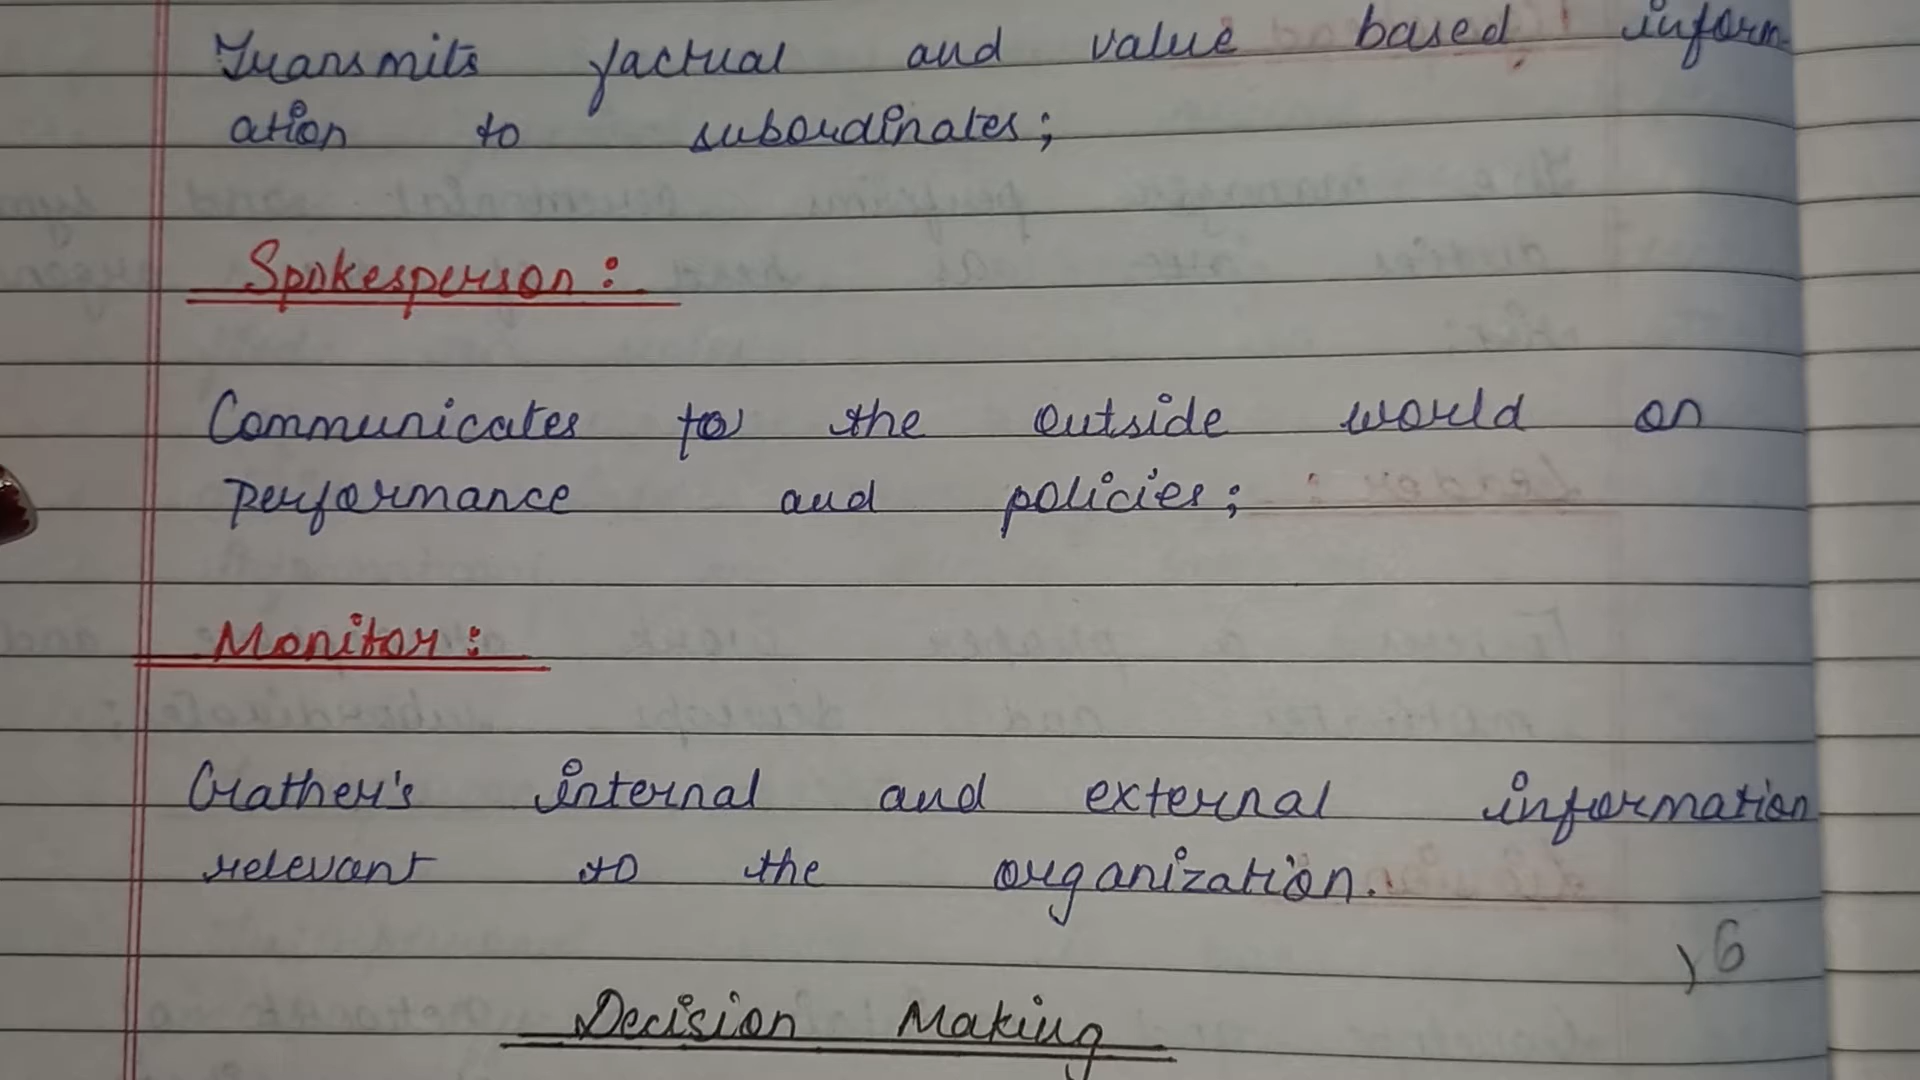 Transmits factual and value based inform
ation to subordinates;
Spokesperson:
Communicates to the outside world on
performance and policies;
Monitor:
Gather's internal and external information
relevant to the organization.
Decision Making